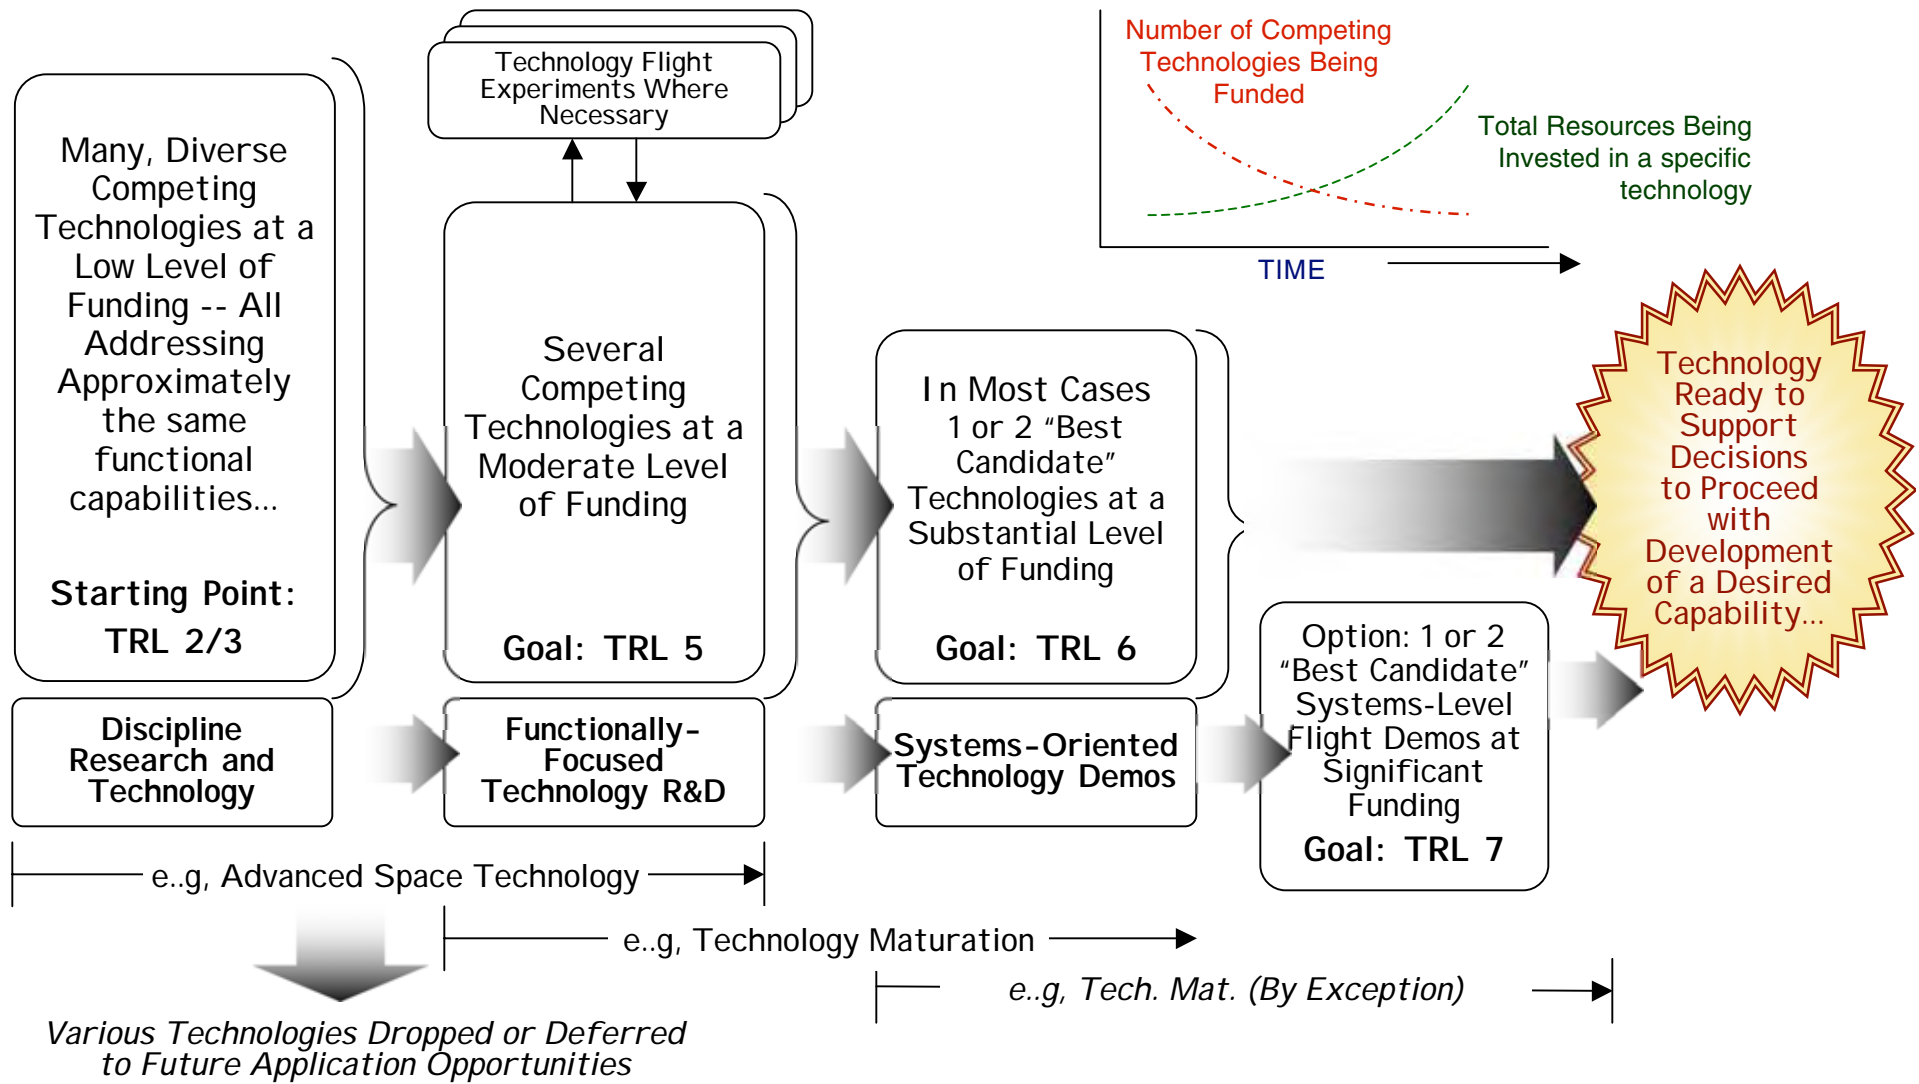 Technology Flight
Experiments Where
Necessary
Number of Competing
Technologies Being
Funded
Total Resources Being
Invested in a specific
technology
TIME
Many, Diverse
Competing
Technologies at a
Low Level of
Funding -- All
Addressing
Approximately
the same
functional
capabilities...
Starting Point:
TRL 2/3
Several
Competing
Technologies at a
Moderate Level
of Funding
Goal: TRL 5
In Most Cases
1 or 2 “Best
Candidate”
Technologies at a
Substantial Level
of Funding
Goal: TRL 6
Technology
Ready to
Support
Decisions
to Proceed
with
Development
of a Desired
Capability...
Option: 1 or 2
“Best Candidate”
Systems-Level
Flight Demos at
Significant
Funding
Goal: TRL 7
Discipline
Research and
Technology
Functionally-
Focused
Technology R&D
Systems-Oriented
Technology Demos
e..g, Advanced Space Technology
e..g, Technology Maturation
e..g, Tech. Mat. (By Exception)
Various Technologies Dropped or Deferred
to Future Application Opportunities